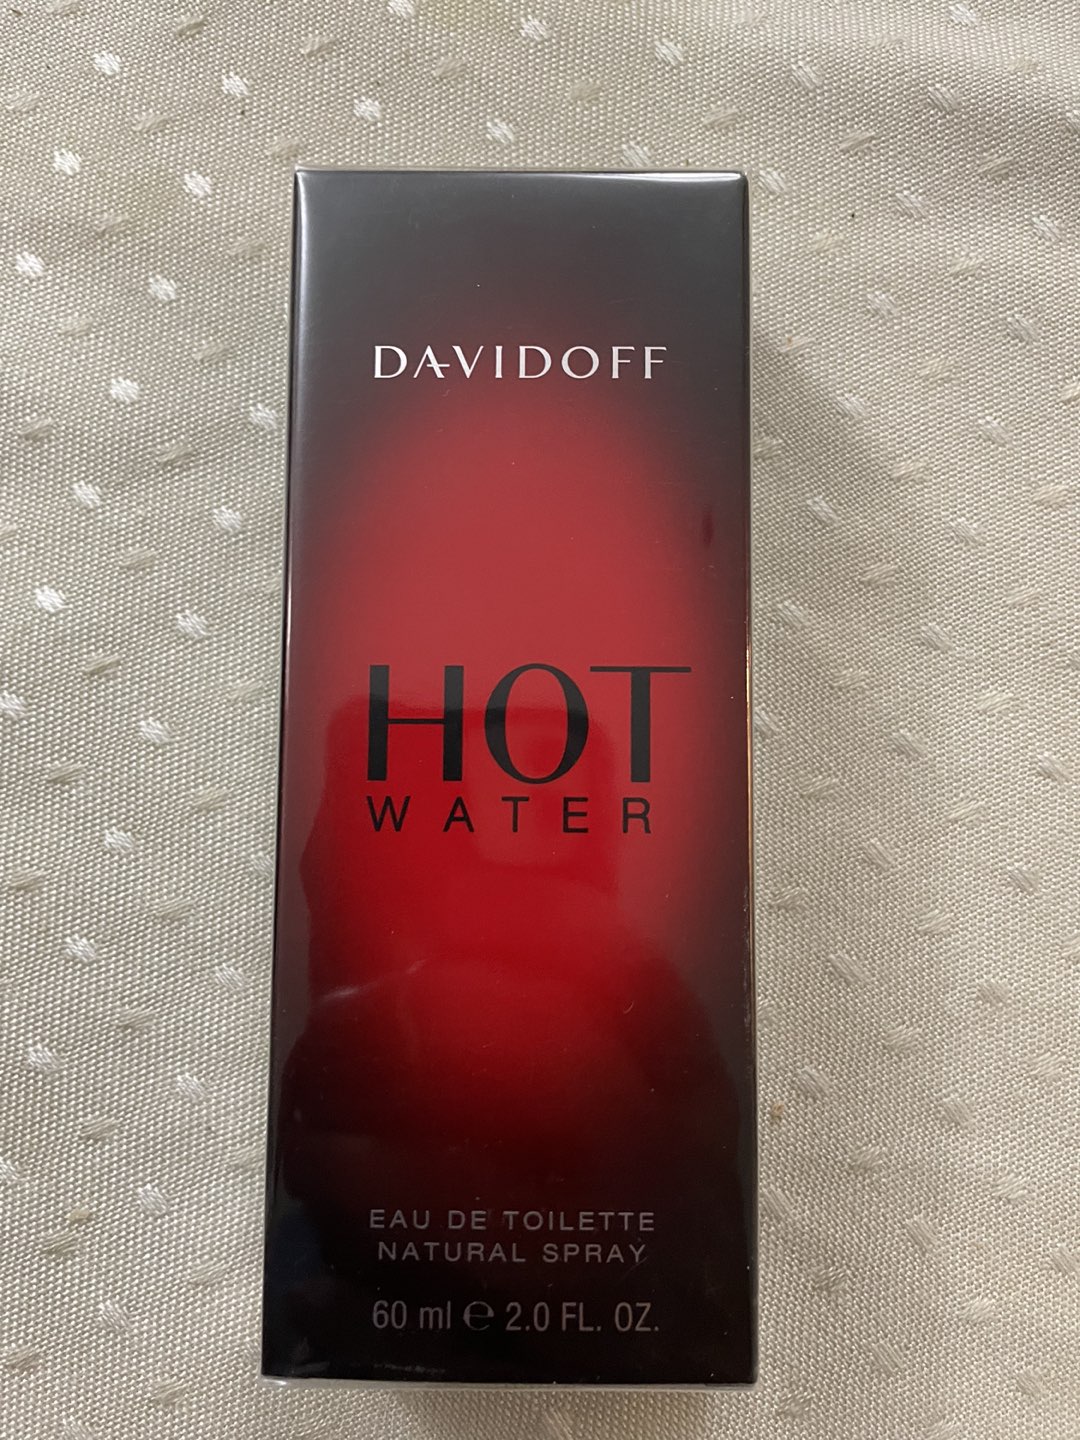 DAVIDOFF
HOT
WATER
EAU DE TOILETTE
NATURAL SPRAY
60 ml ℮ 2.0 FL. OZ.